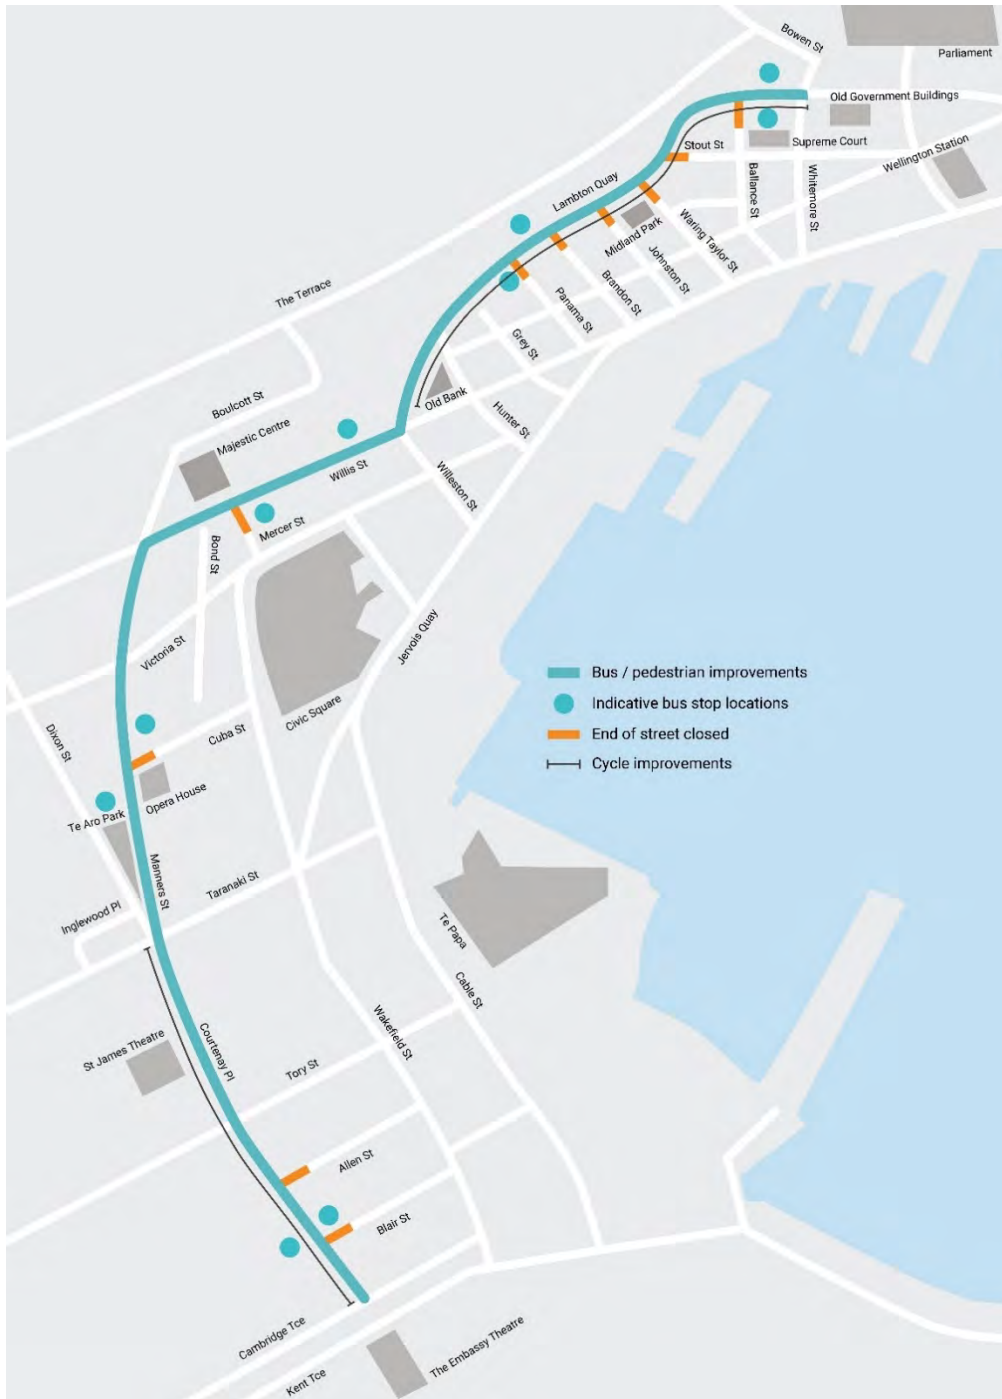 Bowen St
Parliament
Old Government Buildings
Supreme Court
Stout St
Wellington Station
Ballance St
Whitemore St
Lambton Quay
Midland Park
Waring Taylor St
Johnston St
Brandon St
Panama St
The Terrace
Grey St
Old Bank
Boulcott St
Hunter St
Majestic Centre
Willis St
Willeston St
Mercer St
Bond St
Jervois Quay
Victoria St
Bus / pedestrian improvements
Indicative bus stop locations
End of street closed
Cycle improvements
Civic Square
Dixon St
Cuba St
Opera House
Te Aro Park
Manners St
Taranaki St
Inglewood Pl
Te Papa
Cable St
Wakefield St
Courtenay Pl
St James Theatre
Tory St
Allen St
Blair St
Cambridge Tce
The Embassy Theatre
Kent Tce